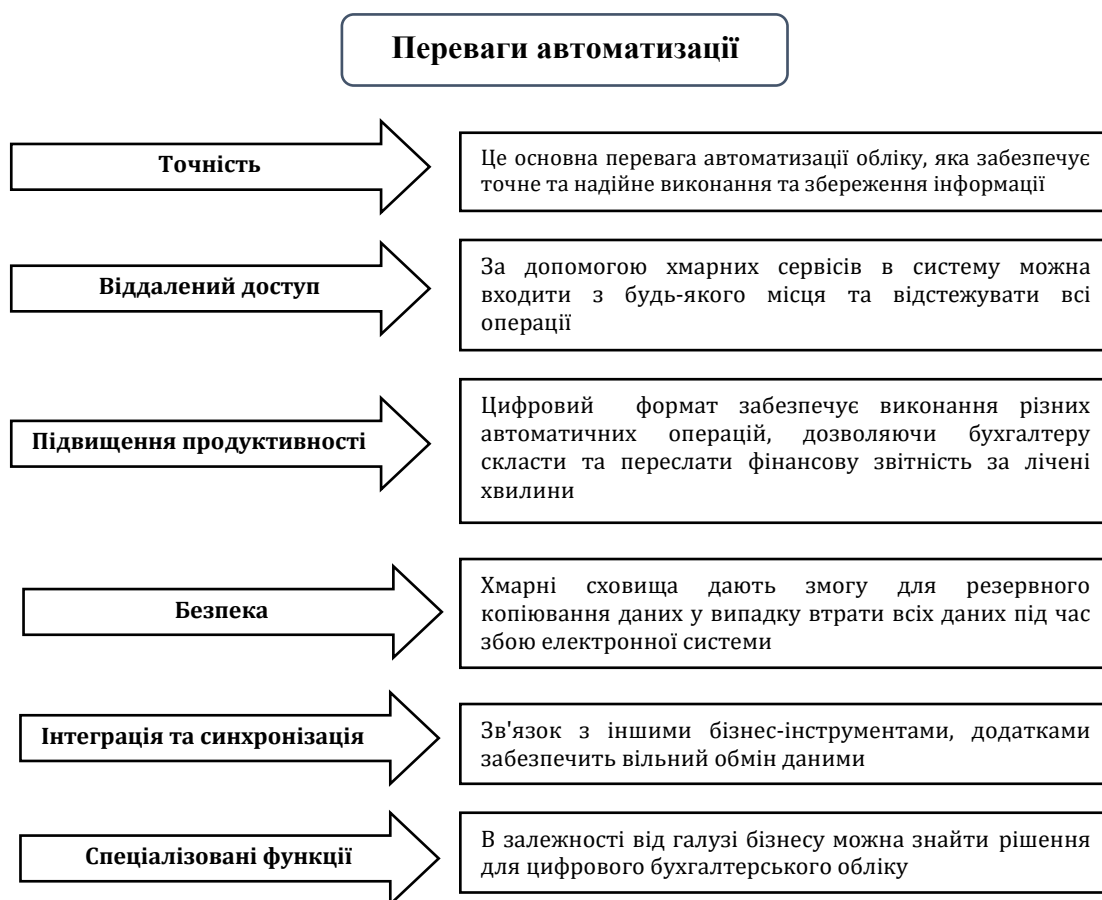 Переваги автоматизації
Точність
Це основна перевага автоматизації обліку, яка забезпечує
точне та надійне виконання та збереження інформації
Віддалений доступ
За допомогою хмарних сервісів в систему можна
входити з будь-якого місця та відстежувати всі
операції
Підвищення продуктивності
Цифровий формат забезпечує виконання різних
автоматичних операцій, дозволяючи бухгалтеру
скласти та переслати фінансову звітність за лічені
хвилини
Безпека
Хмарні сховища дають змогу для резервного
копіювання даних у випадку втрати всіх даних під час
збою електронної системи
Інтеграція та синхронізація
Зв'язок з іншими бізнес-інструментами, додатками
забезпечить вільний обмін даними
Спеціалізовані функції
В залежності від галузі бізнесу можна знайти рішення
для цифрового бухгалтерського обліку